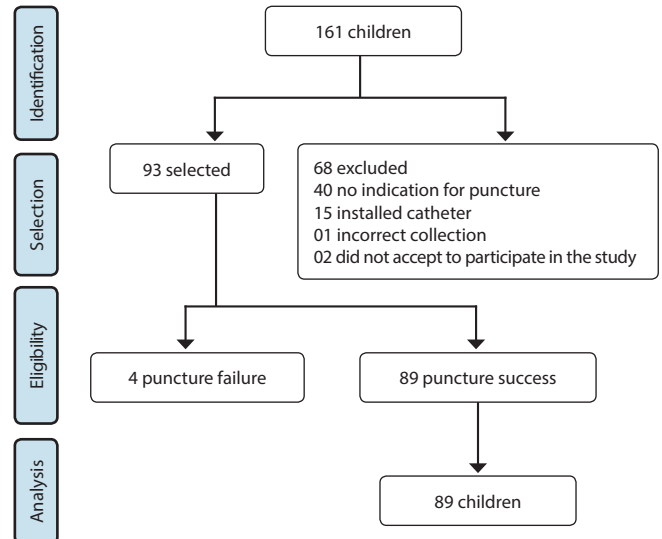 Identification
161 children
Selection
93 selected
68 excluded
40 no indication for puncture
15 installed catheter
01 incorrect collection
02 did not accept to participate in the study
Eligibility
4 puncture failure
89 puncture success
Analysis
89 children